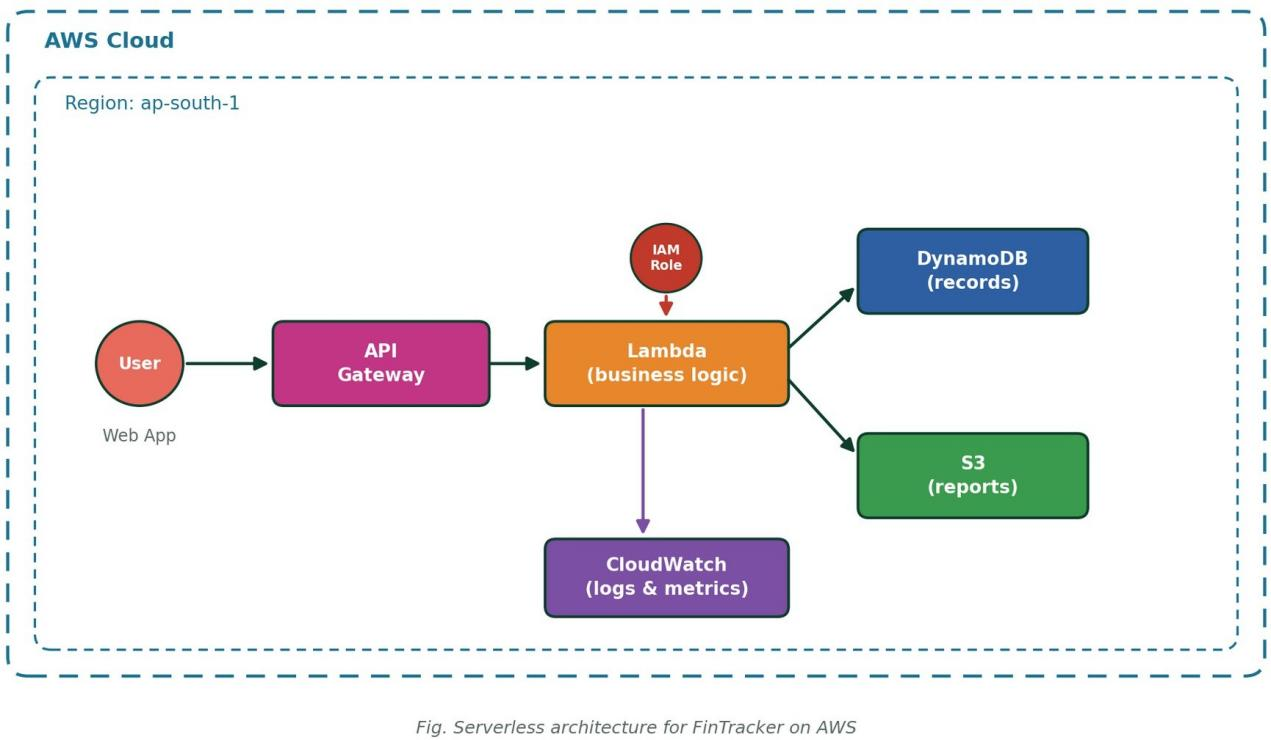 AWS Cloud
Region: ap-south-1
IAM
Role
DynamoDB
(records)
User
API
Gateway
Lambda
(business logic)
Web App
S3
(reports)
CloudWatch
(logs & metrics)
Fig. Serverless architecture for FinTracker on AWS